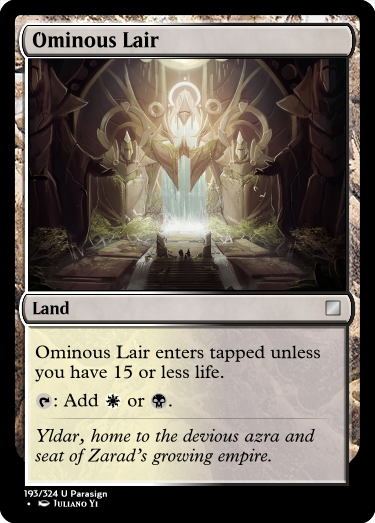 Ominous Lair
Land
Ominous Lair enters tapped unless
you have 15 or less life.
: Add or .
Yldar, home to the devious azra and
seat of Zarad's growing empire.
193/324 U Parasign
• Juliano Yi